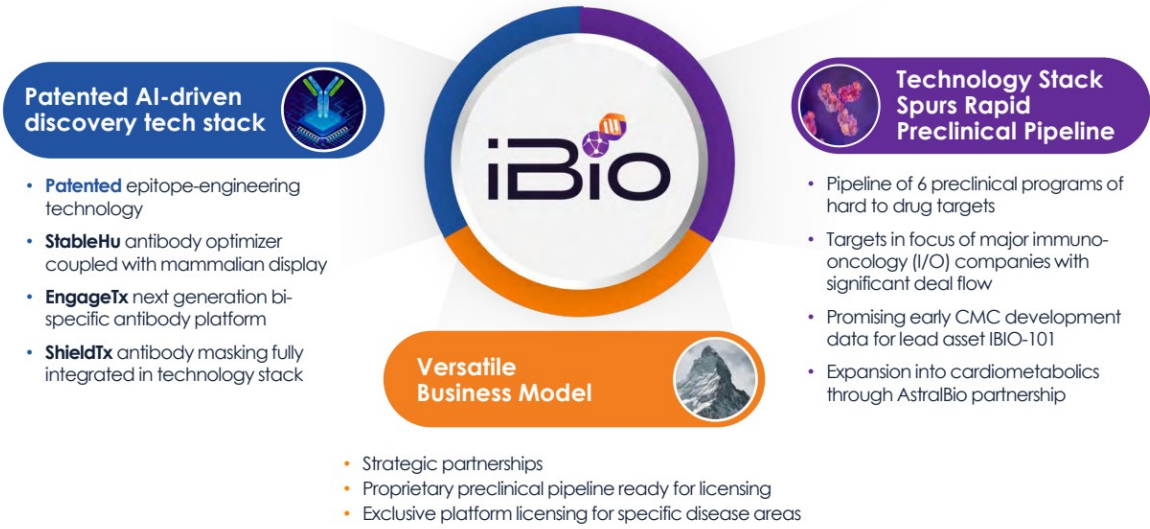 Patented AI-driven
discovery tech stack
• Patented epitope-engineering
technology
• StableHu antibody optimizer
coupled with mammalian display
• EngageTx next generation bi-
specific antibody platform
• ShieldTx antibody masking fully
integrated in technology stack
iBio
Technology Stack
Spurs Rapid
Preclinical Pipeline
• Pipeline of 6 preclinical programs of
hard to drug targets
• Targets in focus of major immuno-
oncology (I/O) companies with
significant deal flow
• Promising early CMC development
data for lead asset IBIO-101
• Expansion into cardiometabolics
through AstralBio partnership
Versatile
Business Model
• Strategic partnerships
• Proprietary preclinical pipeline ready for licensing
• Exclusive platform licensing for specific disease areas